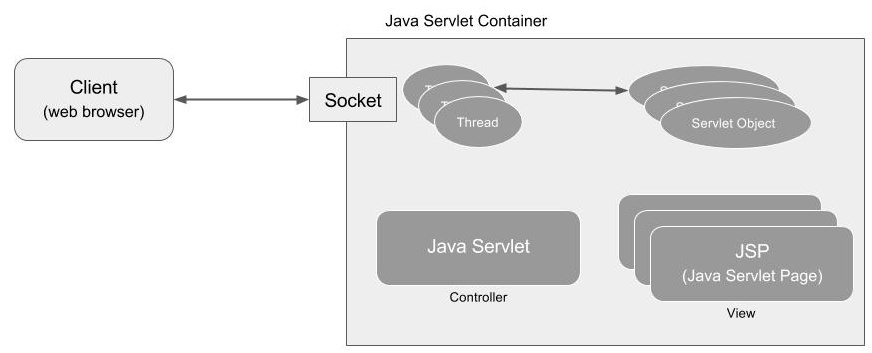 Java Servlet Container
Client
(web browser)
Socket
Thread
Servlet Object
Java Servlet
Controller
JSP
(Java Servlet Page)
View